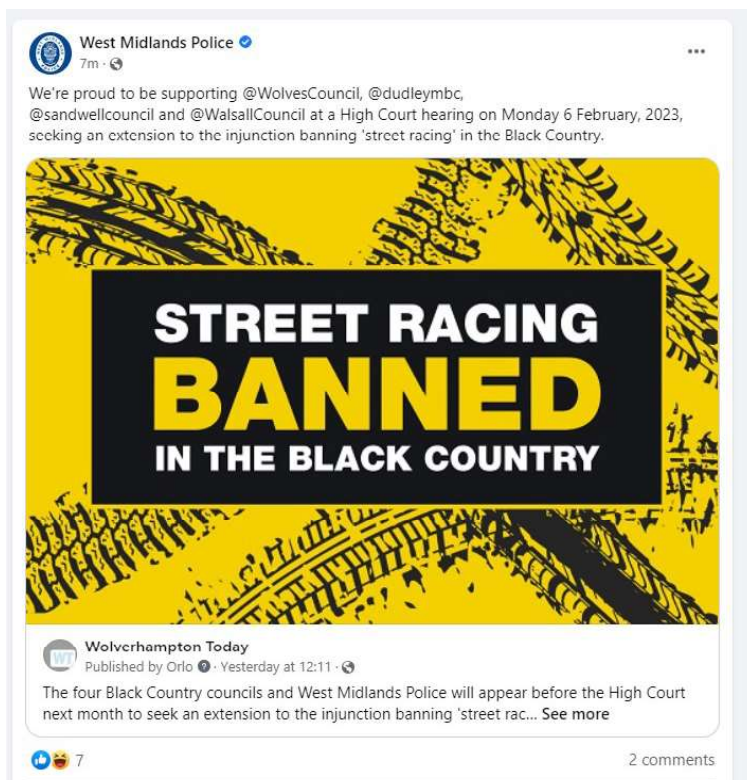 West Midlands Police
7m ·
We're proud to be supporting @WolvesCouncil, @dudleymbc,
@sandwellcouncil and @WalsallCouncil at a High Court hearing on Monday 6 February, 2023,
seeking an extension to the injunction banning 'street racing' in the Black Country.
STREET RACING
BANNED
IN THE BLACK COUNTRY
WT
Wolverhampton Today
Published by Orlo · Yesterday at 12:11 ·
The four Black Country councils and West Midlands Police will appear before the High Court
next month to seek an extension to the injunction banning 'street rac... See more
7
2 comments